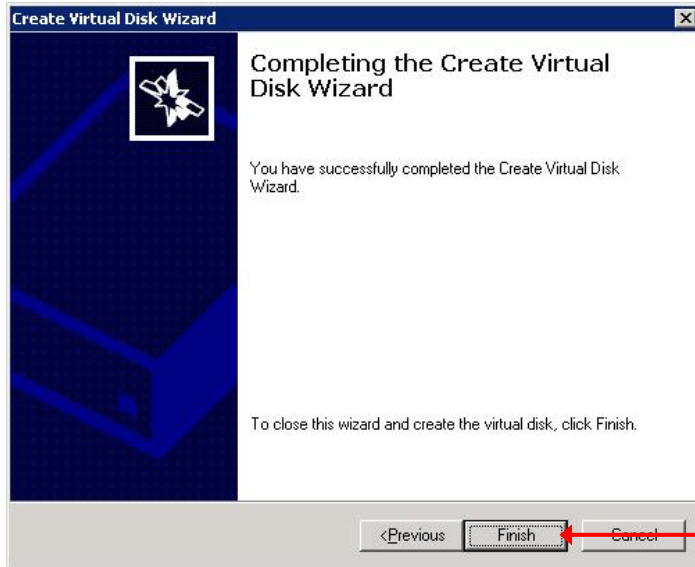 Create Virtual Disk Wizard
Completing the Create Virtual
Disk Wizard
You have successfully completed the Create Virtual Disk
Wizard.
To close this wizard and create the virtual disk, click Finish.
<Previous
Finish
Cancel